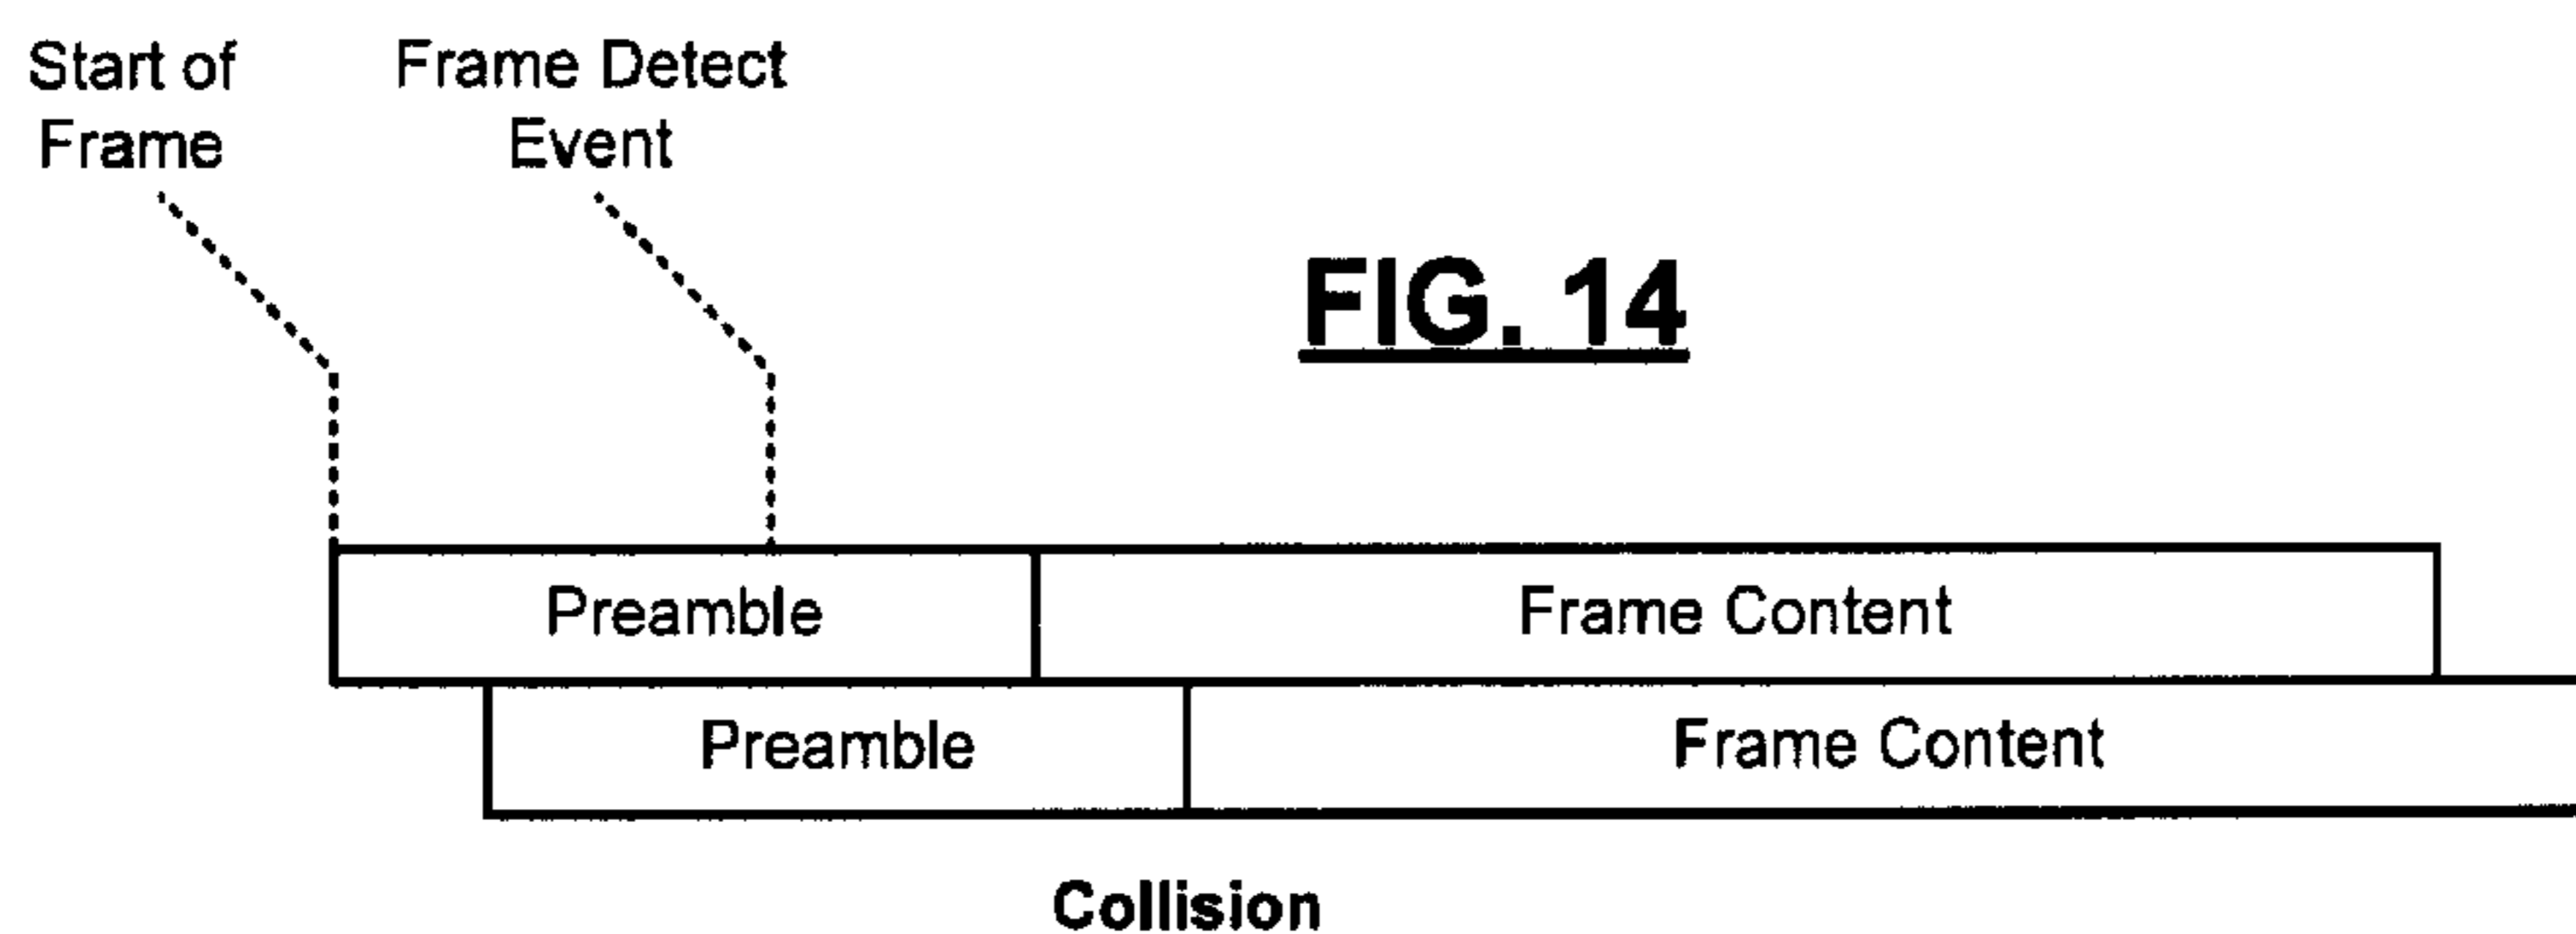 Start of
Frame
Frame Detect
Event
FIG. 14
Preamble
Frame Content
Preamble
Frame Content
Collision